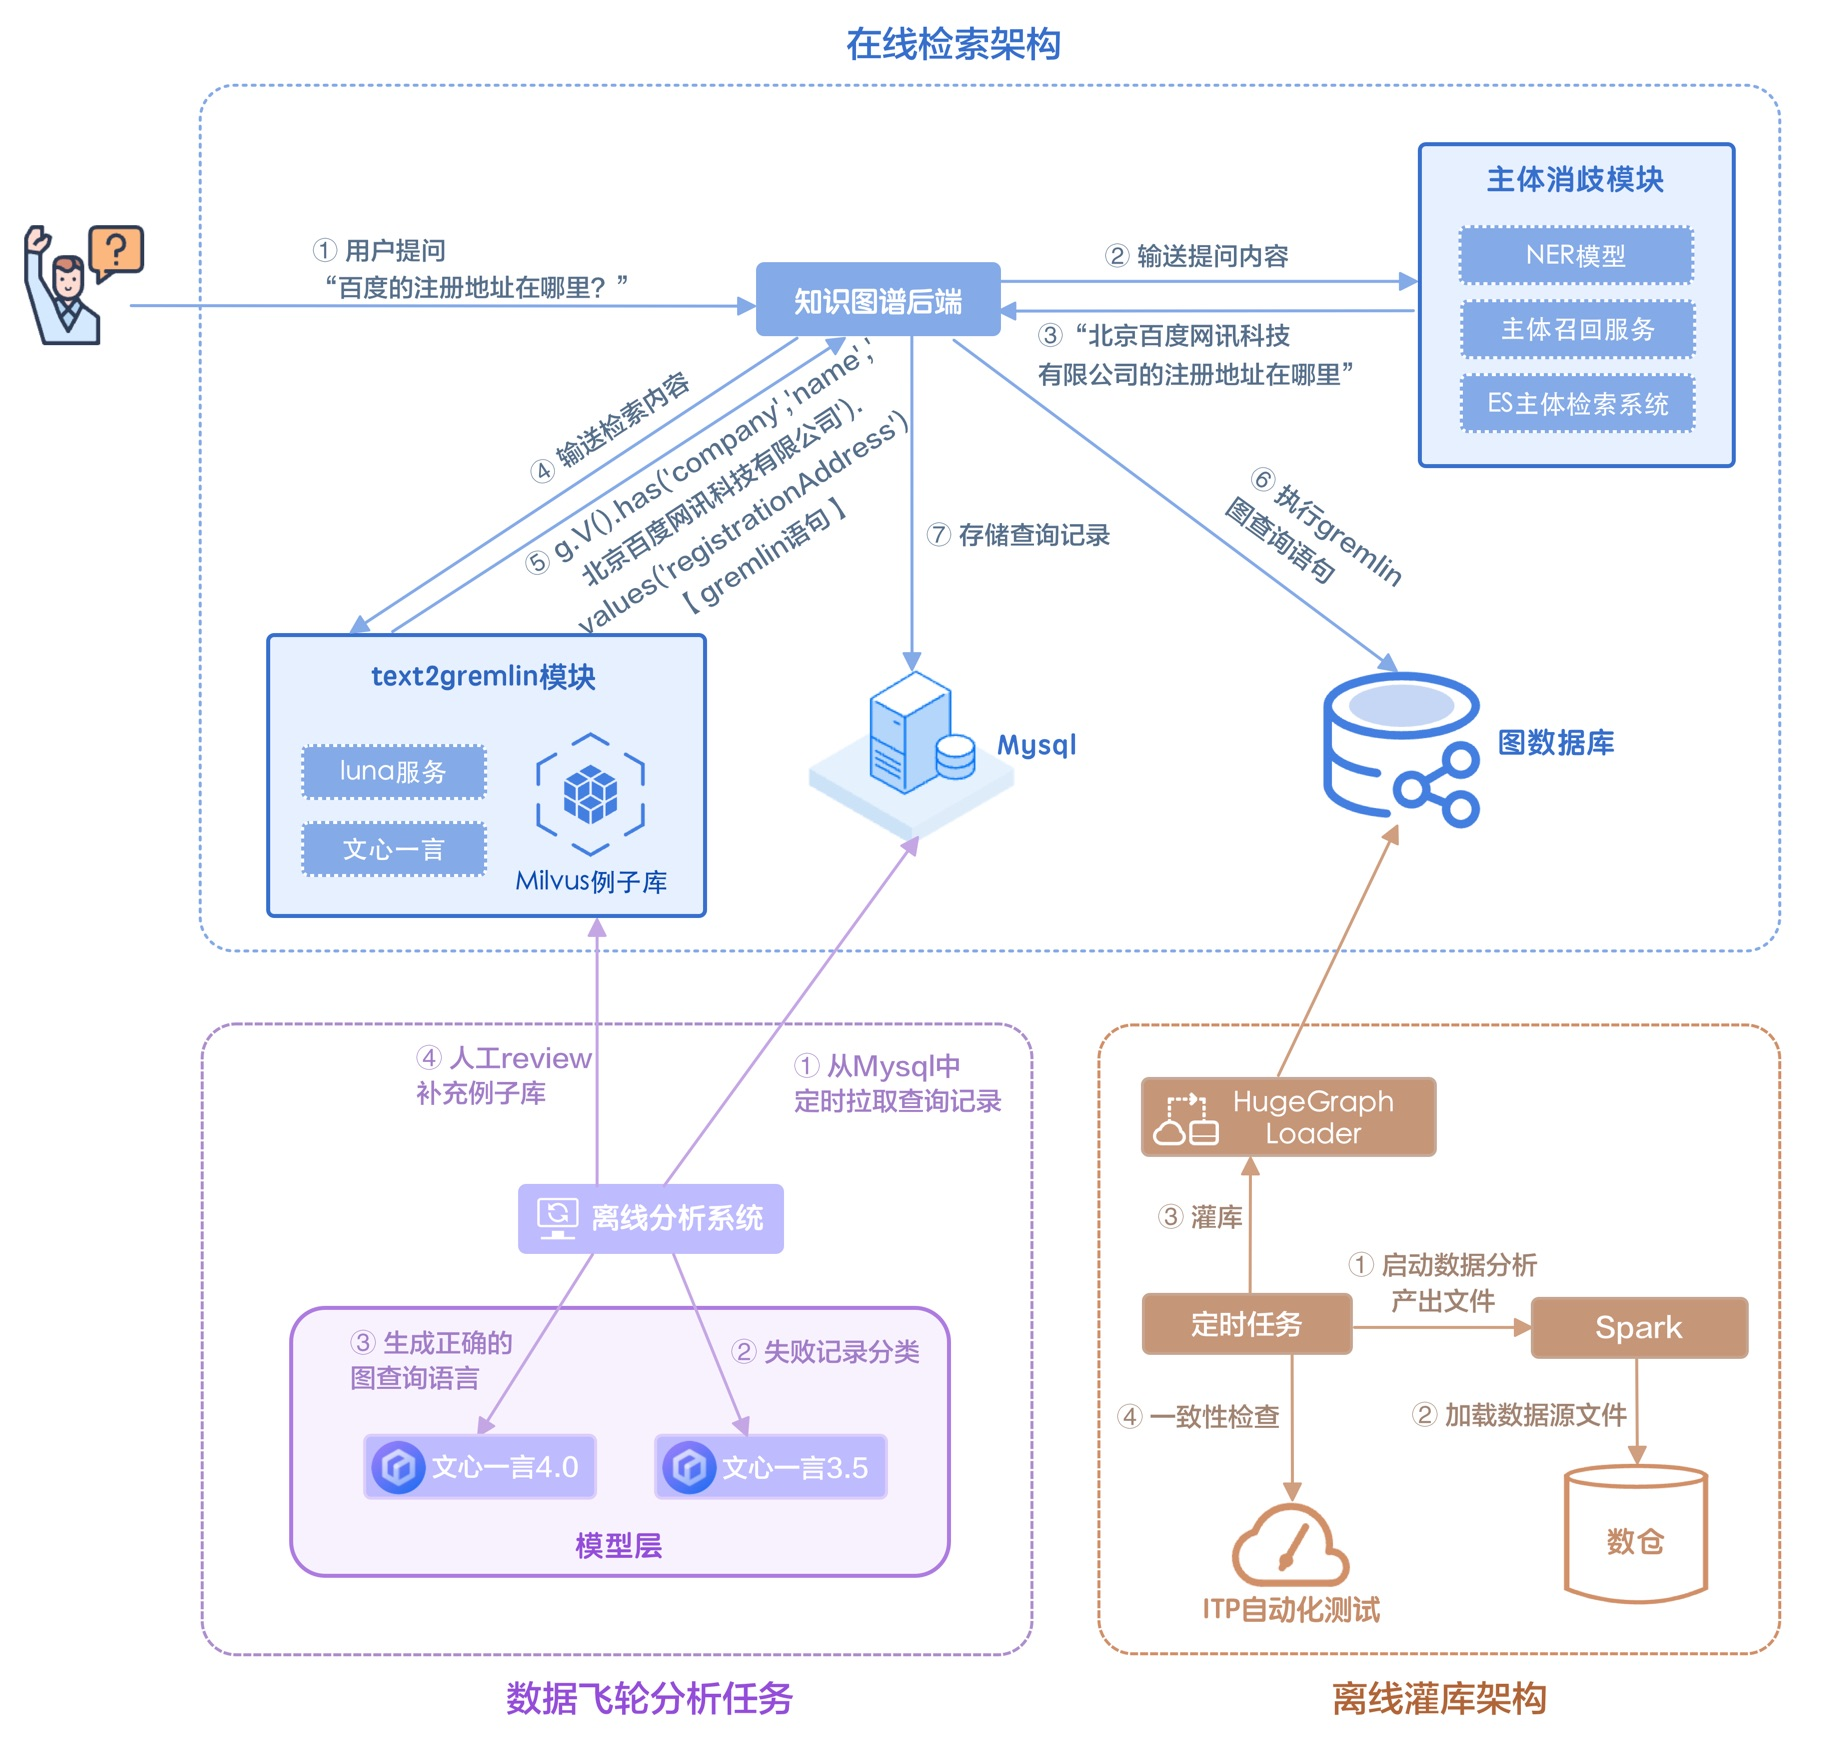 在线检索架构
① 用户提问
“百度的注册地址在哪里？”
知识图谱后端
② 输送提问内容
③“北京百度网讯科技
有限公司的注册地址在哪里”
主体消歧模块
NER模型
主体召回服务
ES主体检索系统
④ 输送检索内容
⑤ g.V().has('company','name','
北京百度网讯科技有限公司').
values('registrationAddress')
【gremlin语句】
⑦ 存储查询记录
⑥ 执行gremlin
图查询语句
text2gremlin模块
luna服务
文心一言
Milvus例子库
Mysql
图数据库
④ 人工review
补充例子库
① 从Mysql中
定时拉取查询记录
离线分析系统
③ 生成正确的
图查询语言
② 失败记录分类
文心一言4.0
文心一言3.5
模型层
数据飞轮分析任务
HugeGraph
Loader
③ 灌库
① 启动数据分析
产出文件
定时任务
Spark
④ 一致性检查
② 加载数据源文件
数仓
ITP自动化测试
离线灌库架构